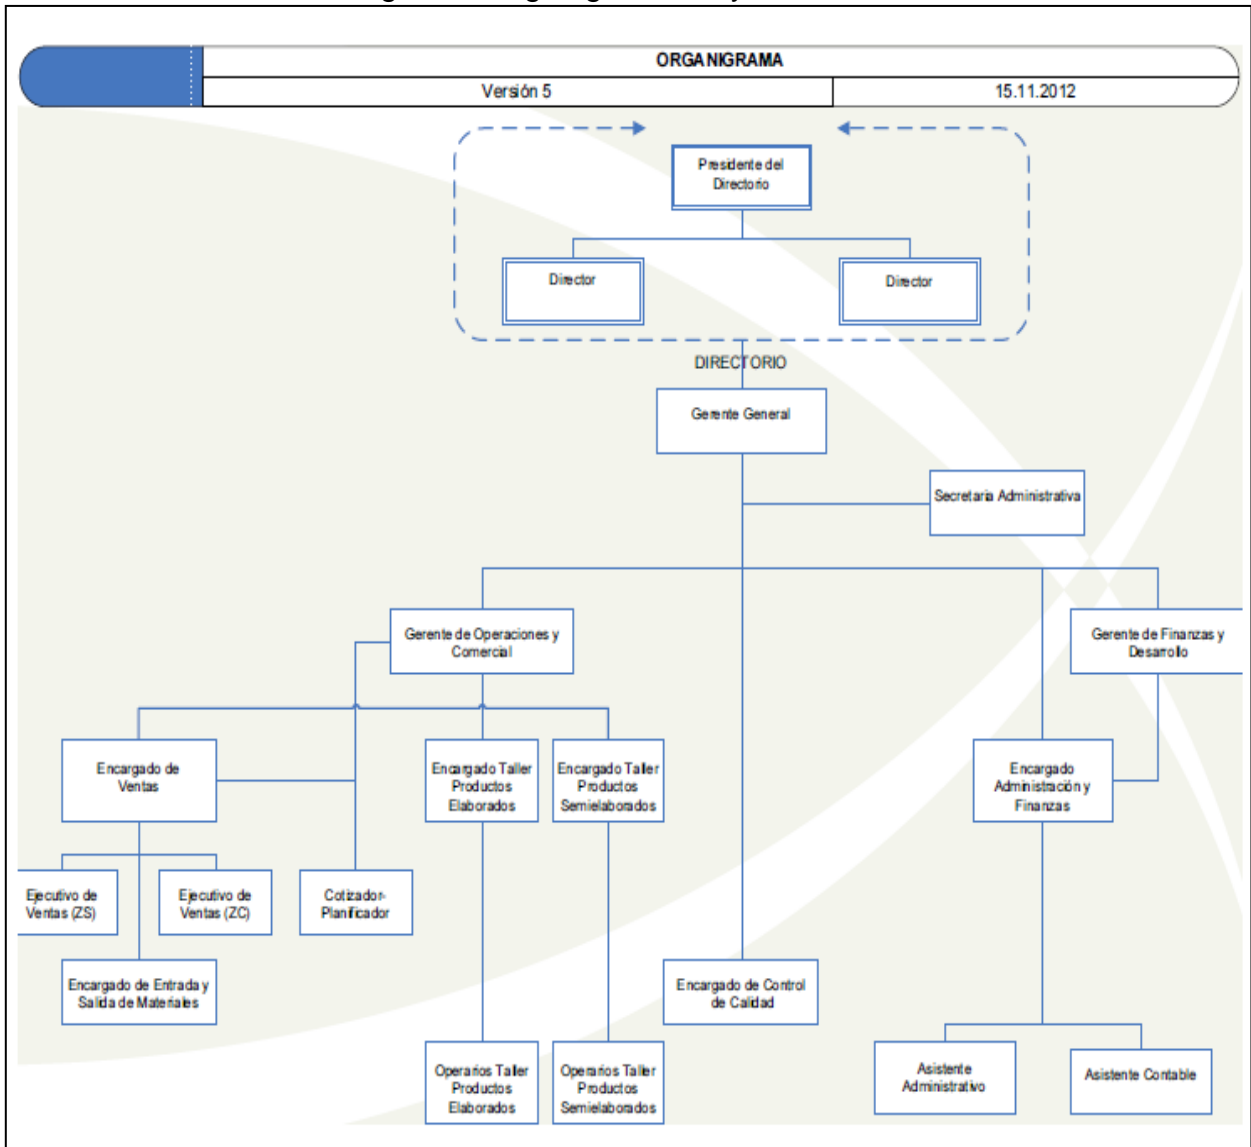 ORGANIGRAMA
Versión 5
15.11.2012
Presidente del
Directorio
Director
Director
DIRECTORIO
Gerente General
Secretaria Administrativa
Gerente de Operaciones y
Comercial
Gerente de Finanzas y
Desarrollo
Encargado de
Ventas
Encargado Taller
Productos
Elaborados
Encargado Taller
Productos
Semielaborados
Encargado
Administración y
Finanzas
Ejecutivo de
Ventas (ZS)
Ejecutivo de
Ventas (ZC)
Cotizador-
Planificador
Encargado de Entrada y
Salida de Materiales
Encargado de Control
de Calidad
Operarios Taller
Productos
Elaborados
Operarios Taller
Productos
Semielaborados
Asistente
Administrativo
Asistente Contable